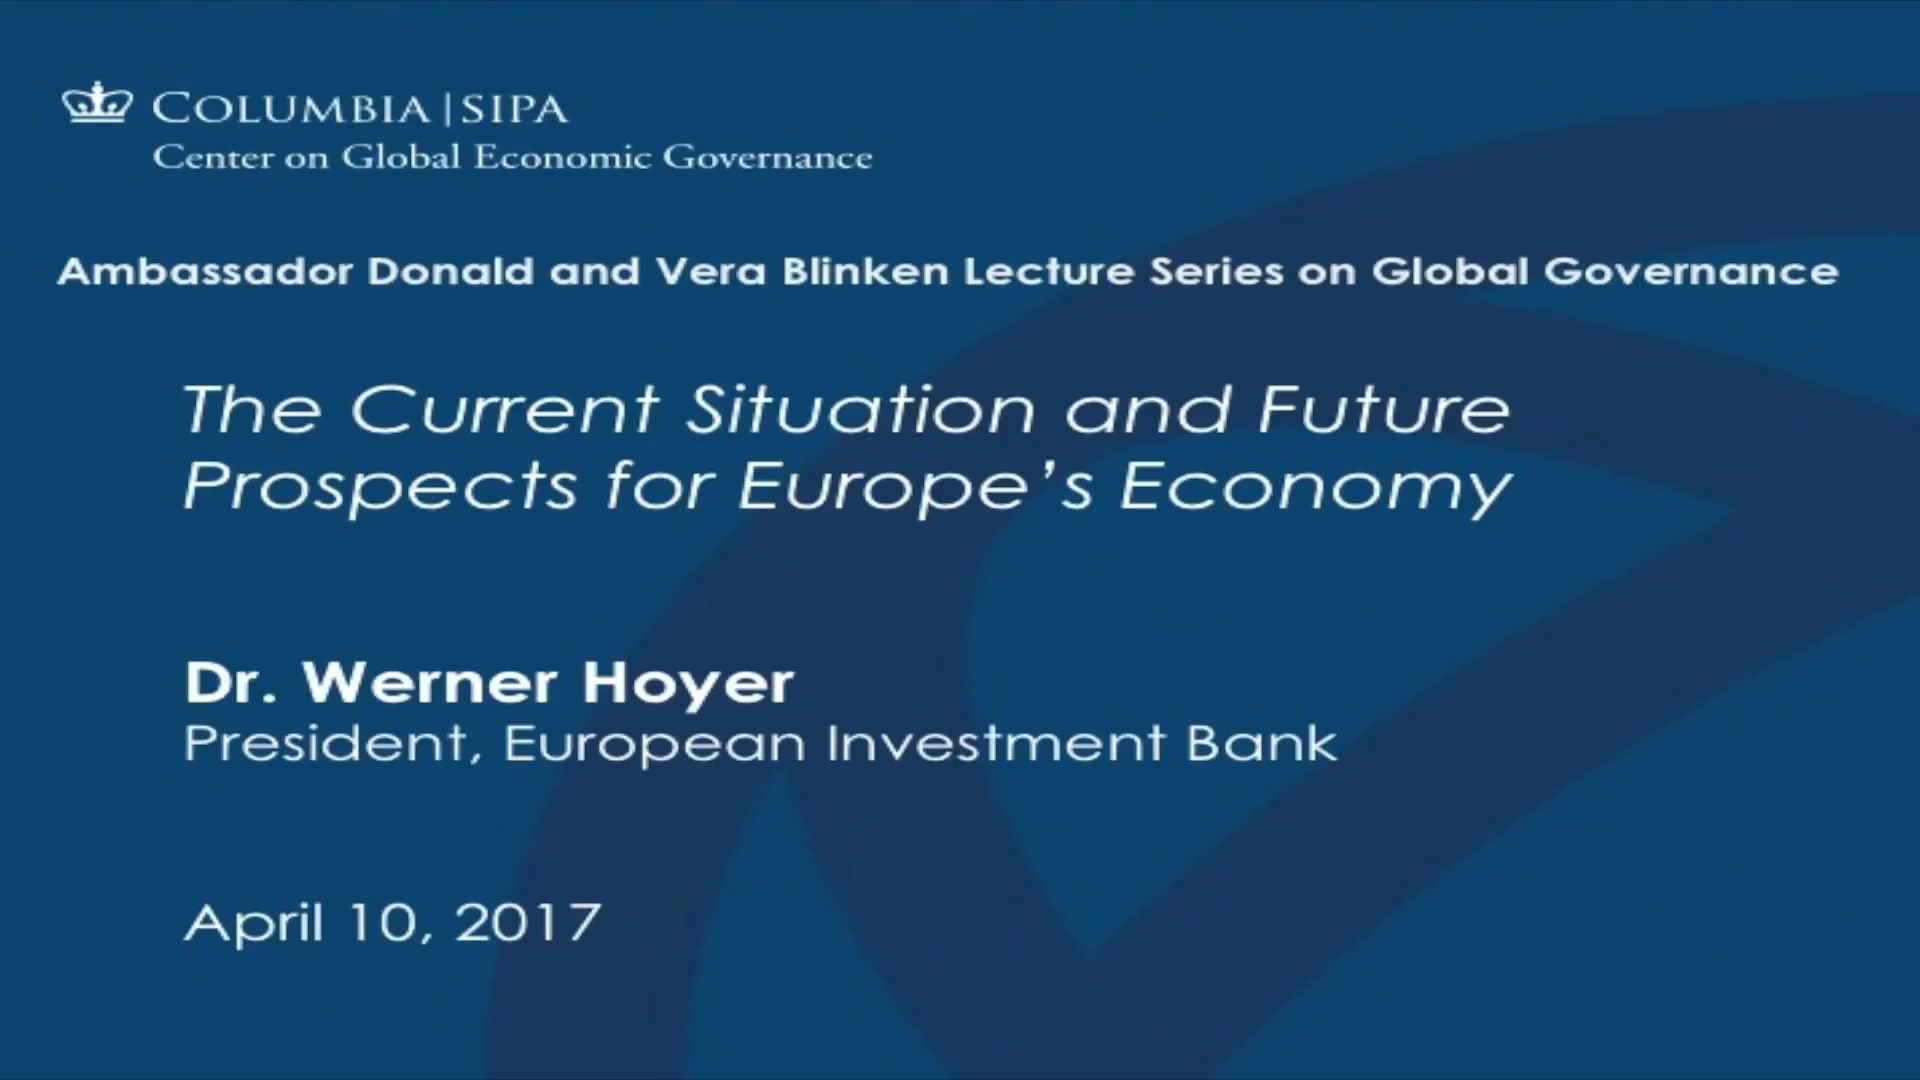 COLUMBIA | SIPA
Center on Global Economic Governance
Ambassador Donald and Vera Blinken Lecture Series on Global Governance
The Current Situation and Future
Prospects for Europe's Economy
Dr. Werner Hoyer
President, European Investment Bank
April 10, 2017